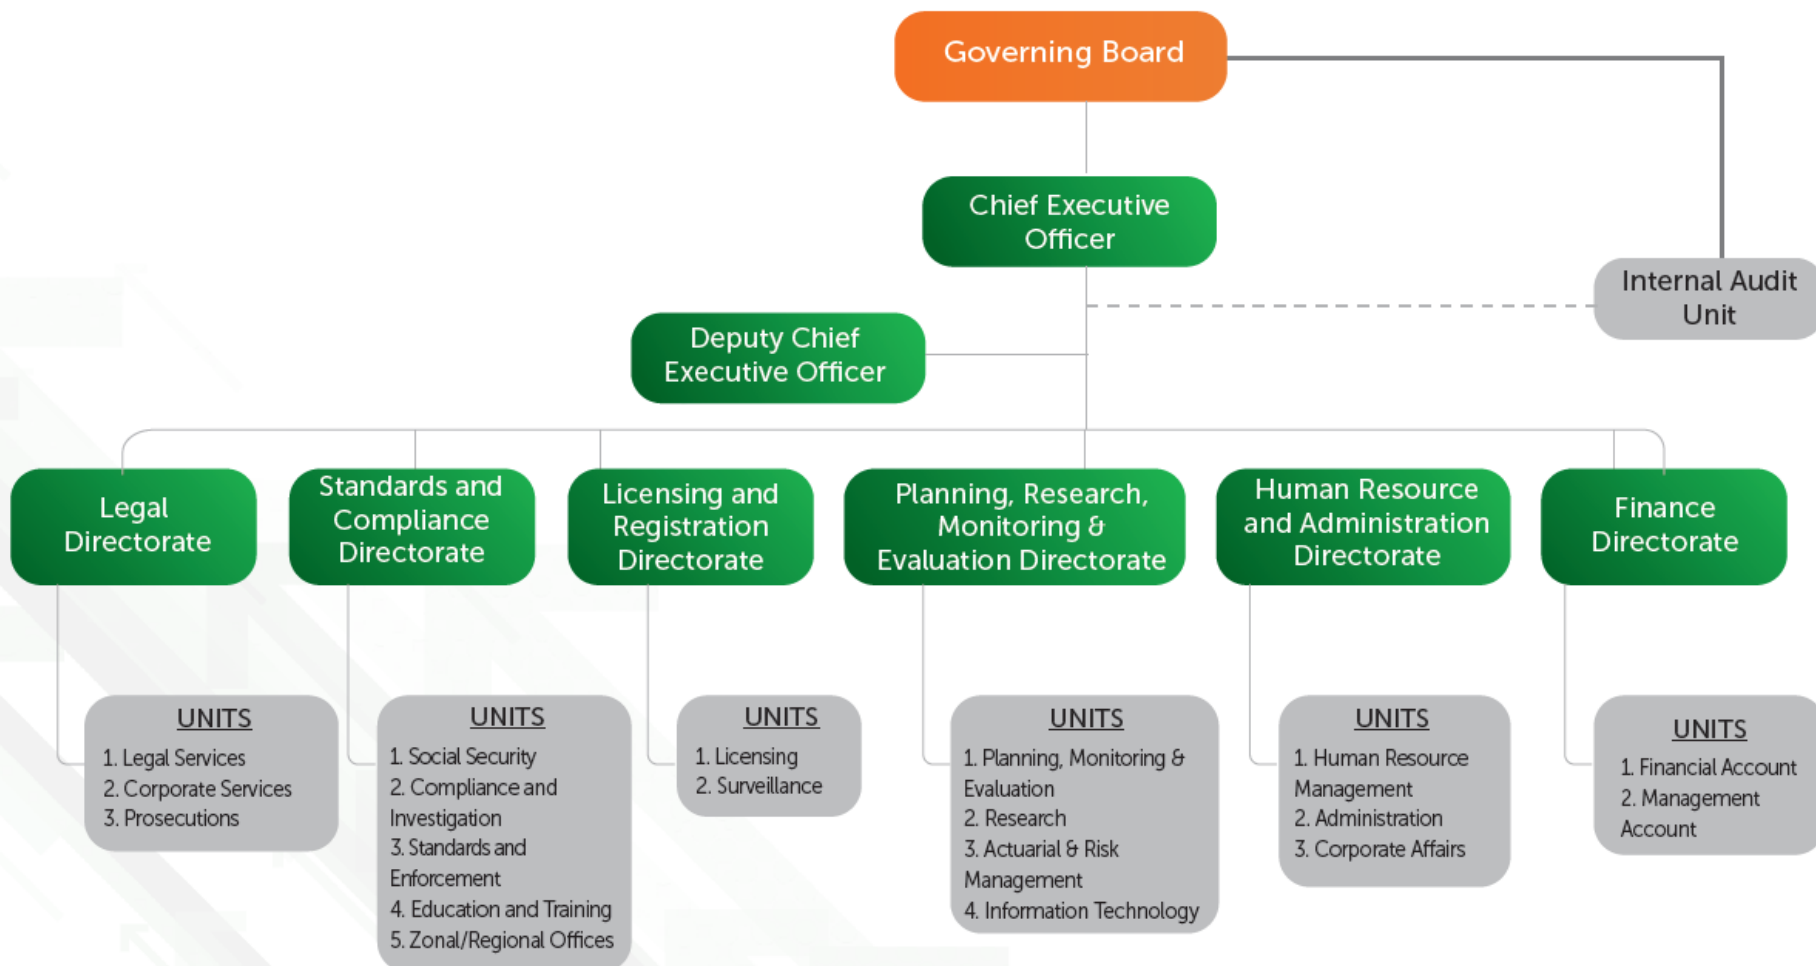 Governing Board
Chief Executive
Officer
Internal Audit
Unit
Deputy Chief
Executive Officer
Legal
Directorate
Standards and
Compliance
Directorate
Licensing and
Registration
Directorate
Planning, Research,
Monitoring &
Evaluation Directorate
Human Resource
and Administration
Directorate
Finance
Directorate
UNITS
1. Legal Services
2. Corporate Services
3. Prosecutions
UNITS
1. Social Security
2. Compliance and
Investigation
3. Standards and
Enforcement
4. Education and Training
5. Zonal/Regional Offices
UNITS
1. Licensing
2. Surveillance
UNITS
1. Planning, Monitoring &
Evaluation
2. Research
3. Actuarial & Risk
Management
4. Information Technology
UNITS
1. Human Resource
Management
2. Administration
3. Corporate Affairs
UNITS
1. Financial Account
2. Management
Account